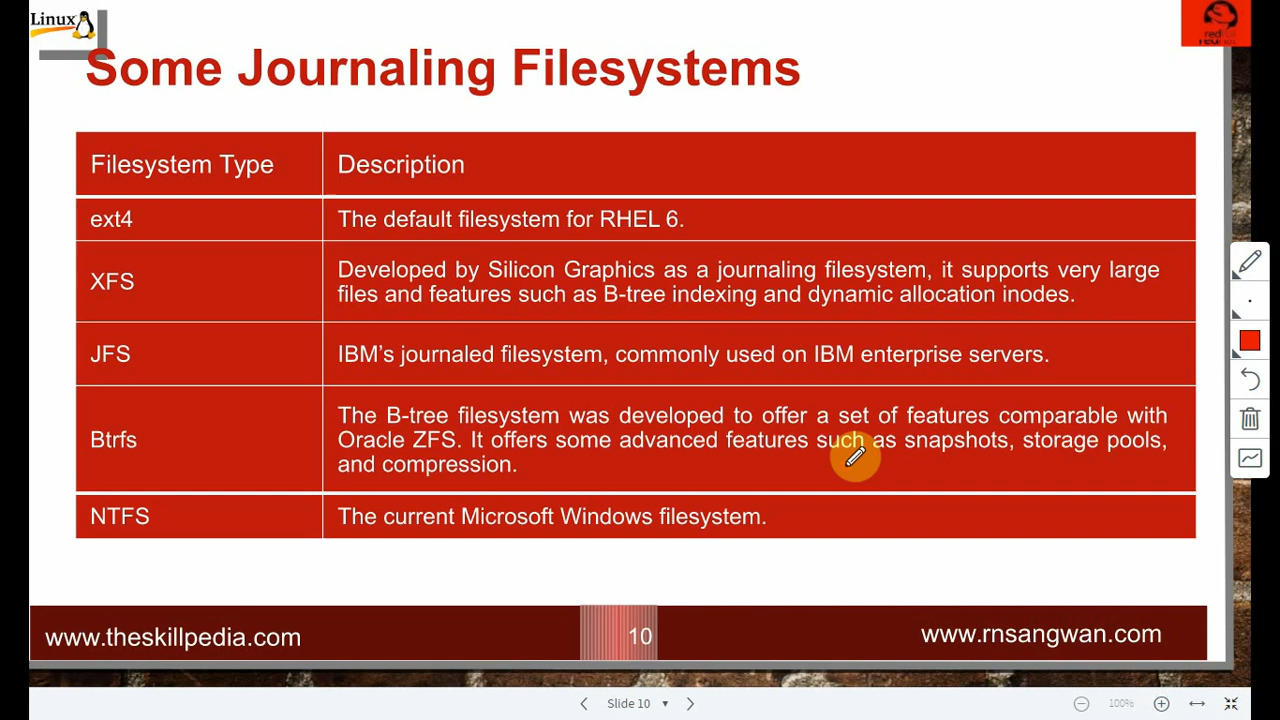 Linux
Some Journaling Filesystems
Filesystem Type
Description
ext4
The default filesystem for RHEL 6.
XFS
Developed by Silicon Graphics as a journaling filesystem, it supports very large
files and features such as B-tree indexing and dynamic allocation inodes.
JFS
IBM's journaled filesystem, commonly used on IBM enterprise servers.
Btrfs
The B-tree filesystem was developed to offer a set of features comparable with
Oracle ZFS. It offers some advanced features such as snapshots, storage pools,
and compression.
NTFS
The current Microsoft Windows filesystem.
www.theskillpedia.com
10
www.rnsangwan.com
Slide 10
100%